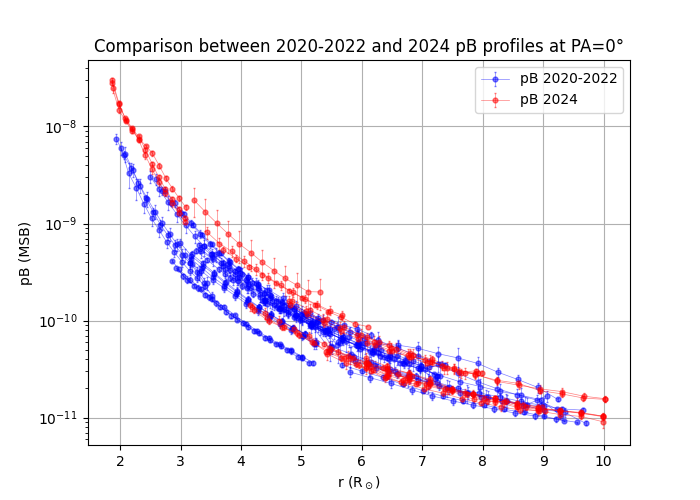 Comparison between 2020-2022 and 2024 pB profiles at PA=0°
pB 2020-2022
pB 2024
pB (MSB)
10⁻⁸
10⁻⁹
10⁻¹⁰
10⁻¹¹
2 3 4 5 6 7 8 9 10
r (R⊙)